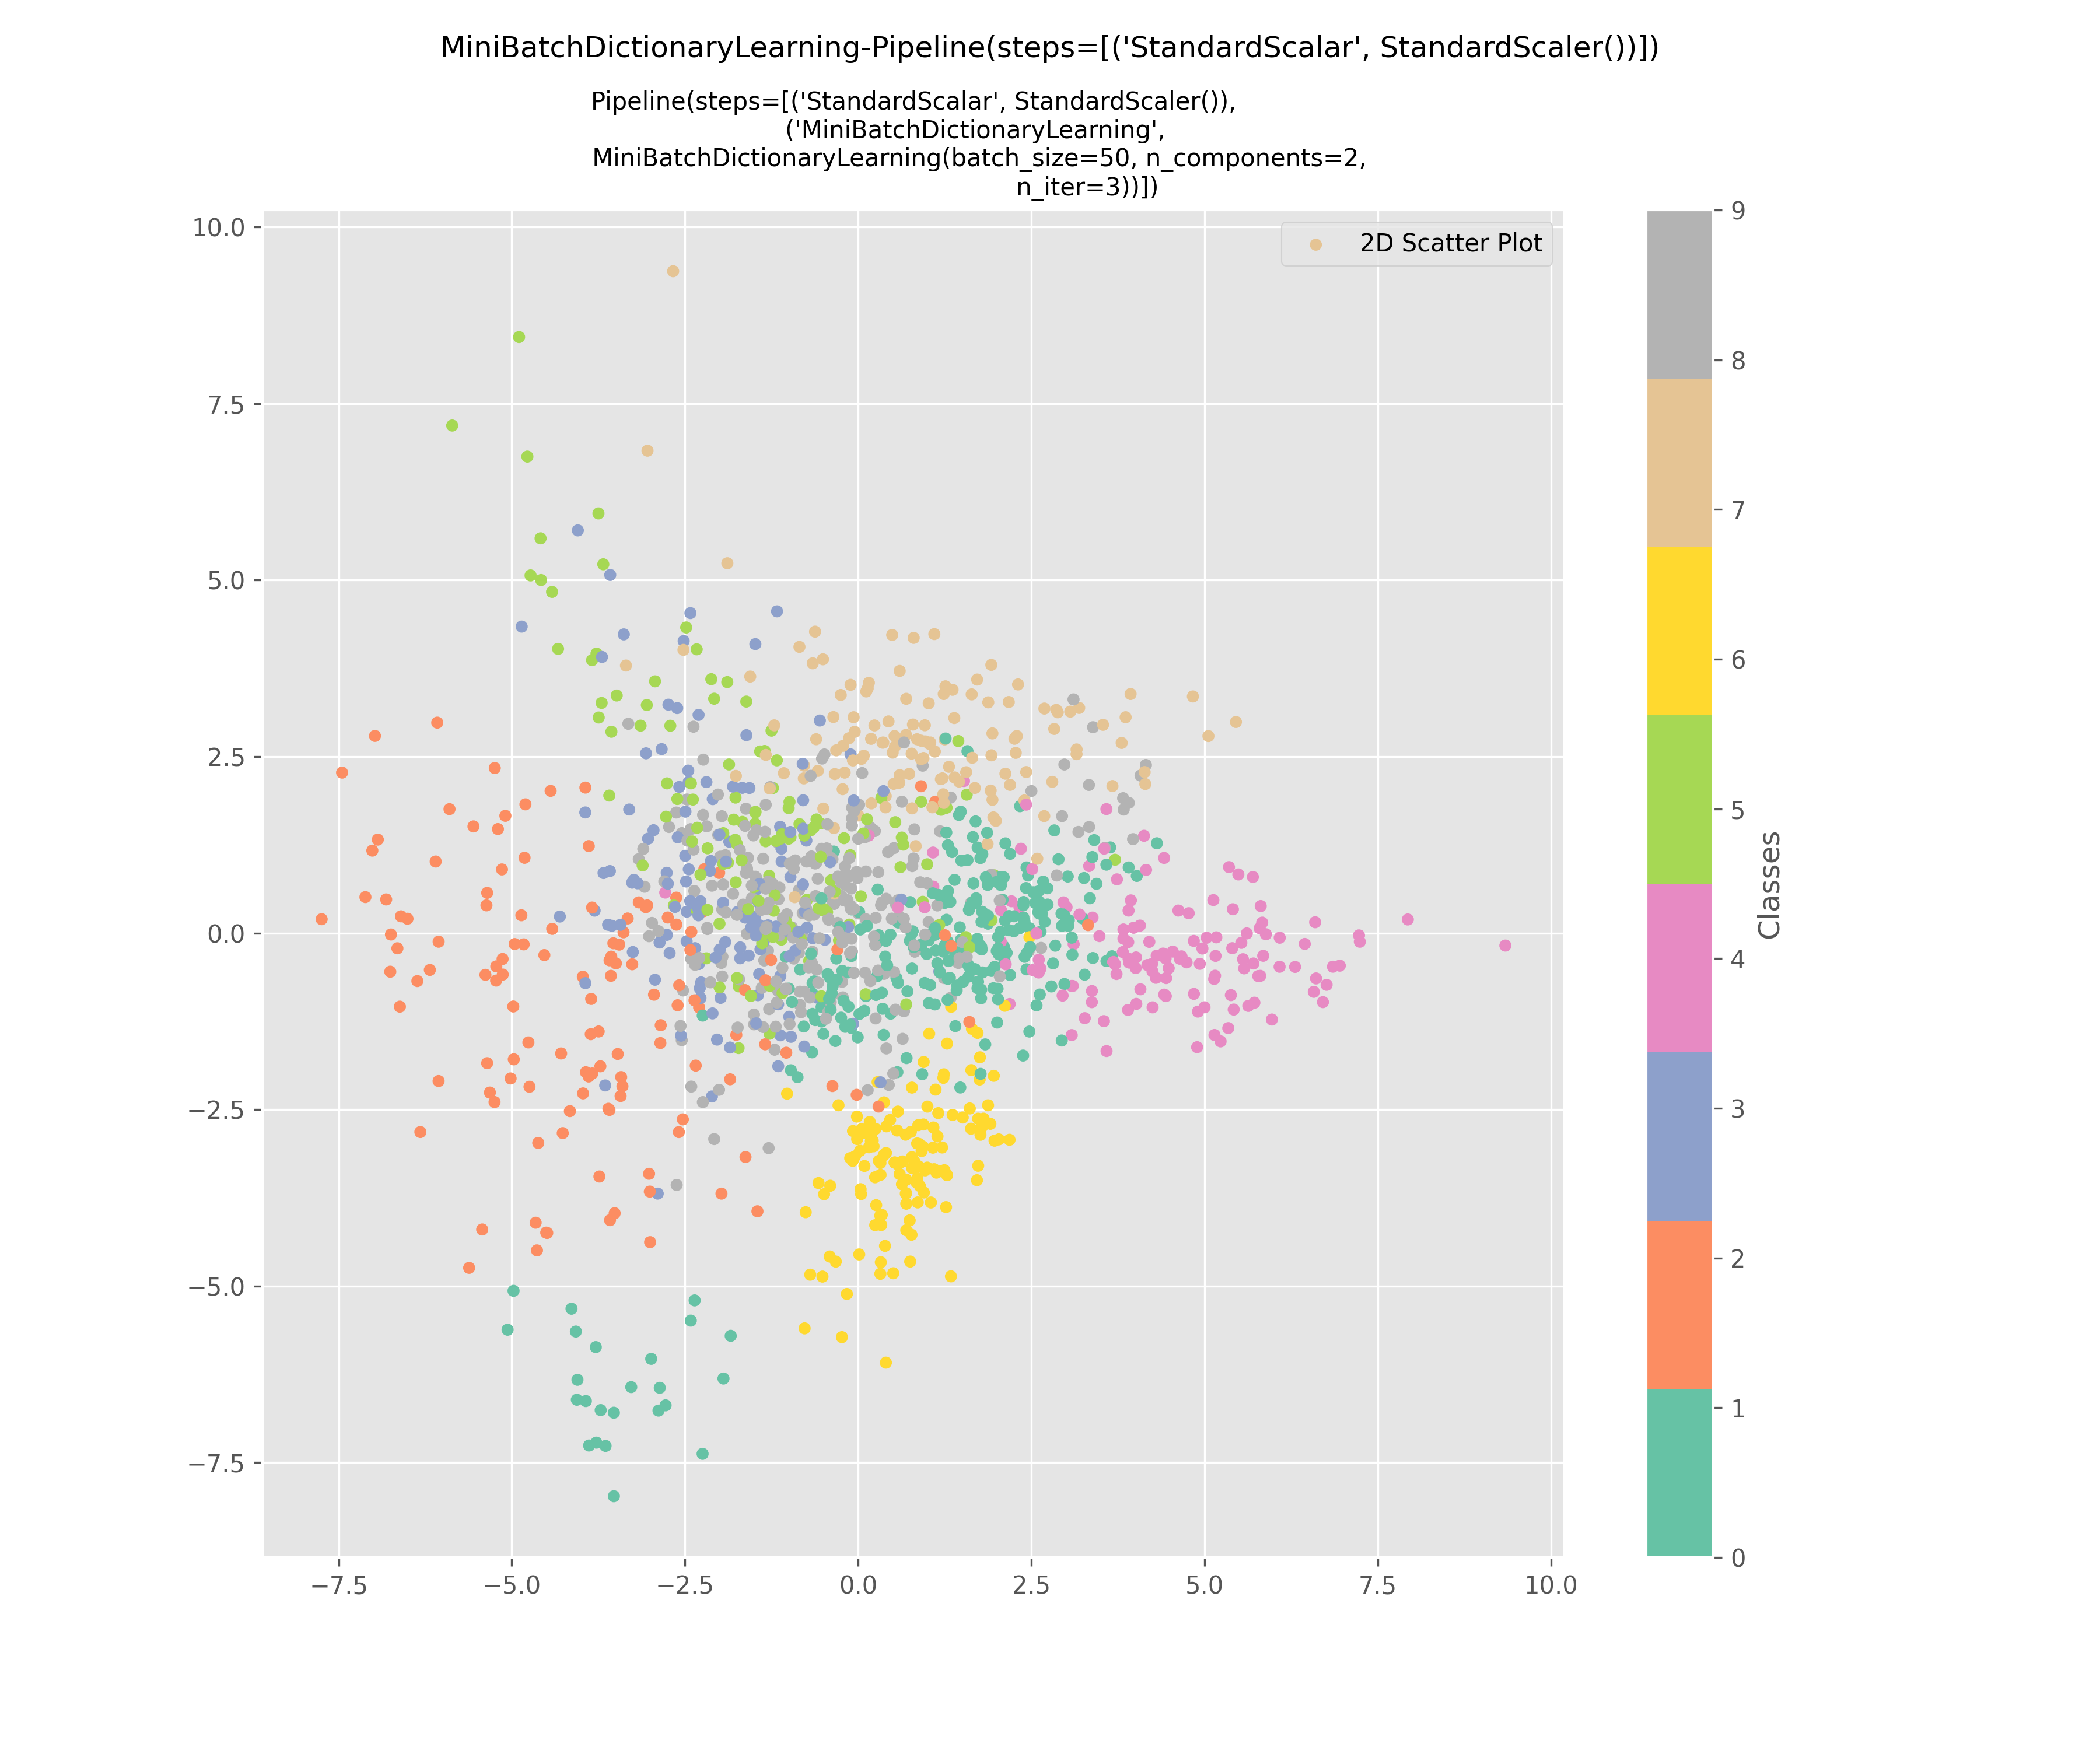 MiniBatchDictionaryLearning-Pipeline(steps=[('StandardScalar', StandardScaler())])
Pipeline(steps=[('StandardScalar', StandardScaler()),
('MiniBatchDictionaryLearning',
MiniBatchDictionaryLearning(batch_size=50, n_components=2,
n_iter=3))])
2D Scatter Plot
10.0
7.5
5.0
2.5
0.0
−2.5
−5.0
−7.5
−7.5 −5.0 −2.5 0.0 2.5 5.0 7.5 10.0
9
8
7
6
5
4
3
2
1
0
Classes